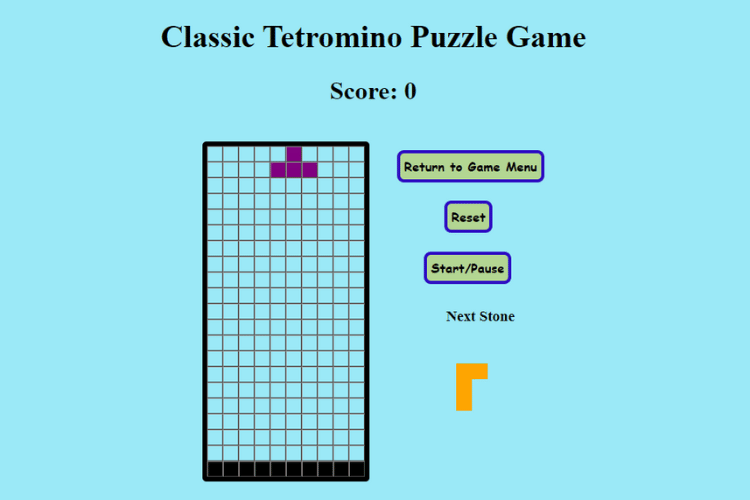 Classic Tetromino Puzzle Game
Score: 0
Return to Game Menu
Reset
Start/Pause
Next Stone